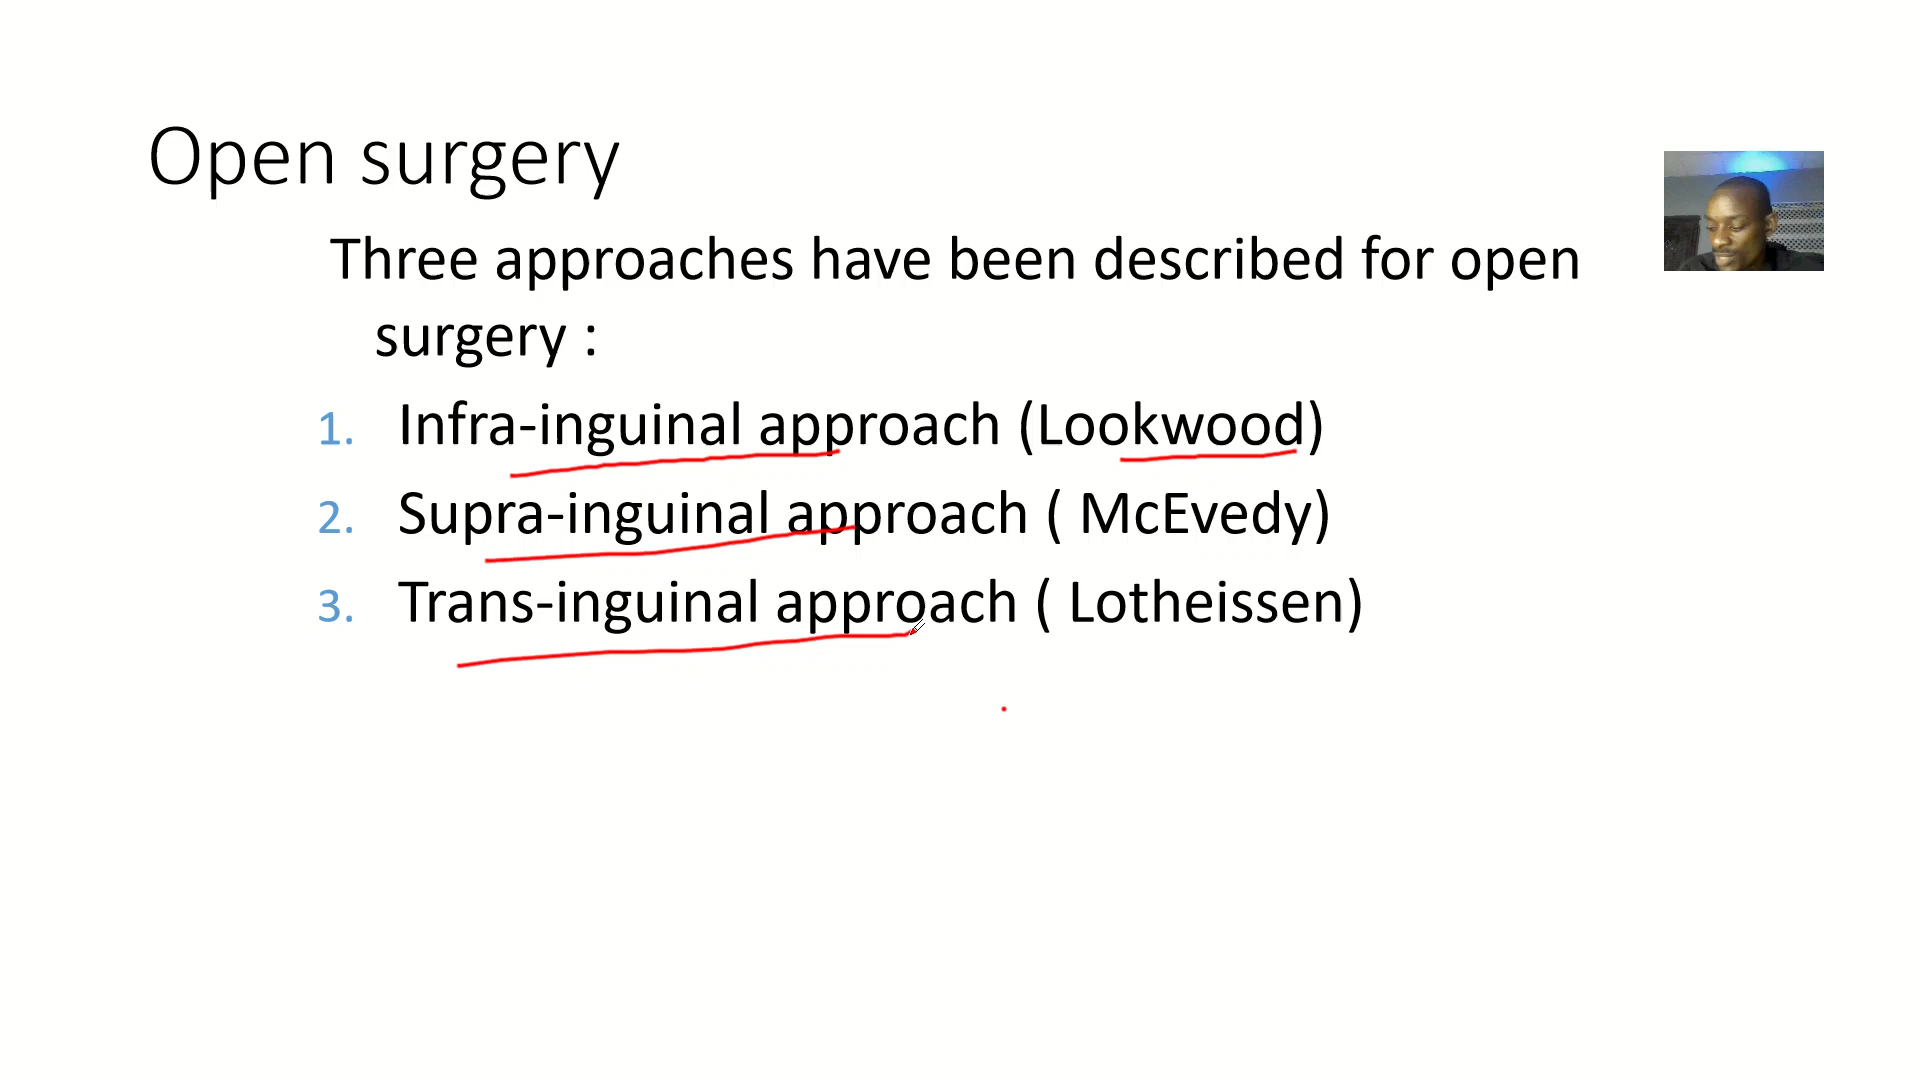 Open surgery
Three approaches have been described for open
surgery :
1. Infra-inguinal approach (Lookwood)
2. Supra-inguinal approach ( McEvedy)
3. Trans-inguinal approach ( Lotheissen)